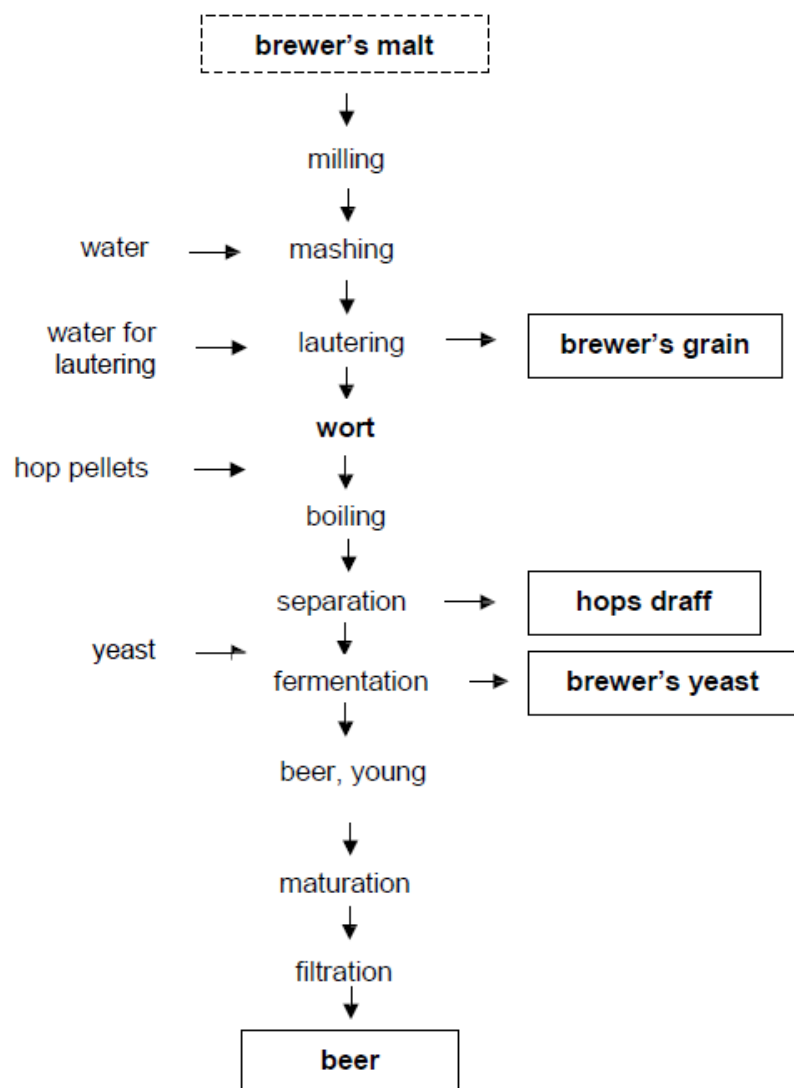 brewer’s malt
milling
water
mashing
water for
lautering
lautering
brewer’s grain
wort
hop pellets
boiling
separation
hops draff
yeast
fermentation
brewer’s yeast
beer, young
maturation
filtration
beer